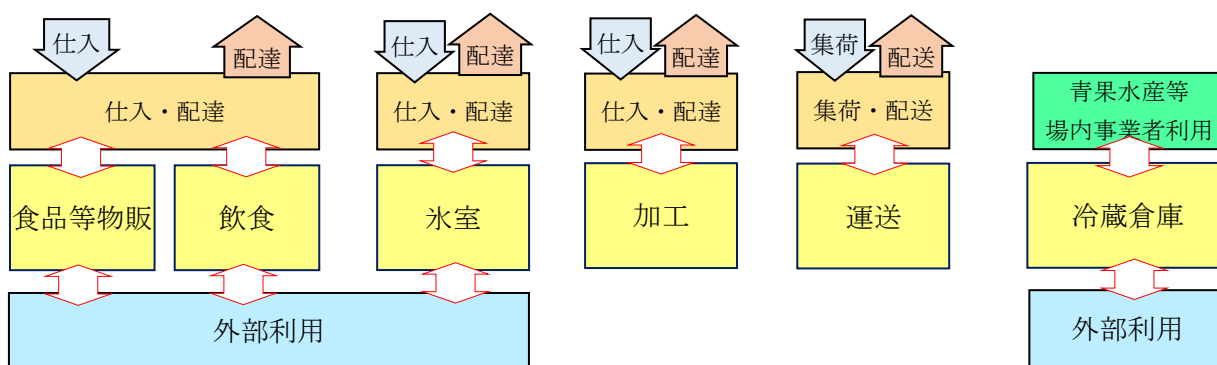 仕入
配達
仕入
配達
仕入
配達
集荷
配送
仕入・配達
仕入・配達
仕入・配達
集荷・配送
青果水産等
場内事業者利用
食品等物販
飲食
氷室
加工
運送
冷蔵倉庫
外部利用
外部利用